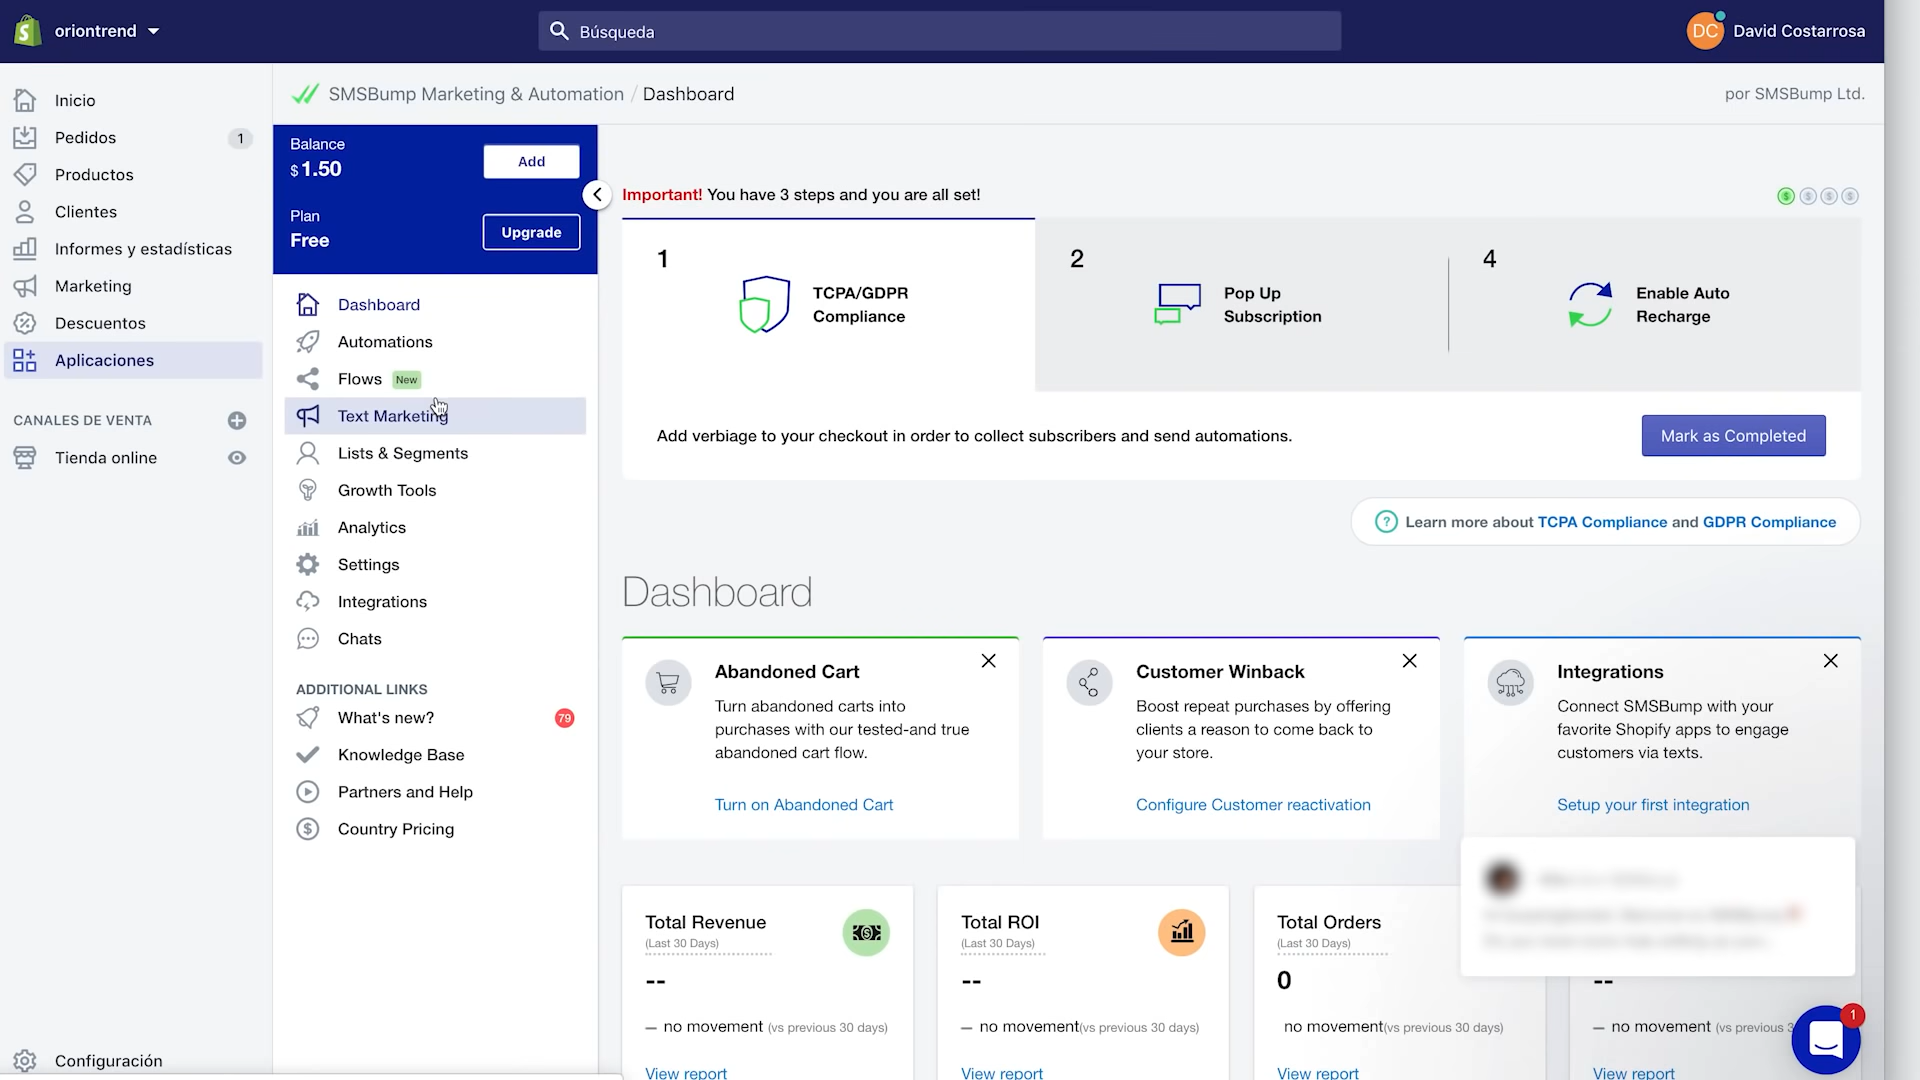 oriontrend
Búsqueda
DC
David Costarrosa
Inicio
Pedidos
1
Productos
Clientes
Informes y estadísticas
Marketing
Descuentos
Aplicaciones
CANALES DE VENTA
Tienda online
Configuración
SMSBump Marketing & Automation / Dashboard
por SMSBump Ltd.
Balance
$1.50
Add
Plan
Free
Upgrade
Dashboard
Automations
Flows New
Text Marketing
Lists & Segments
Growth Tools
Analytics
Settings
Integrations
Chats
ADDITIONAL LINKS
What's new?
79
Knowledge Base
Partners and Help
Country Pricing
Important! You have 3 steps and you are all set!
1
TCPA/GDPR
Compliance
2
Pop Up
Subscription
4
Enable Auto
Recharge
Add verbiage to your checkout in order to collect subscribers and send automations.
Mark as Completed
Learn more about TCPA Compliance and GDPR Compliance
Dashboard
Abandoned Cart
Turn abandoned carts into
purchases with our tested-and true
abandoned cart flow.
Turn on Abandoned Cart
Customer Winback
Boost repeat purchases by offering
clients a reason to come back to
your store.
Configure Customer reactivation
Integrations
Connect SMSBump with your
favorite Shopify apps to engage
customers via texts.
Setup your first integration
Total Revenue
(Last 30 Days)
--
— no movement (vs previous 30 days)
View report
Total ROI
(Last 30 Days)
--
— no movement(vs previous 30 days)
View report
Total Orders
(Last 30 Days)
0
no movement(vs previous 30 days)
View report
--
— no movement (vs previous 3
View report
1